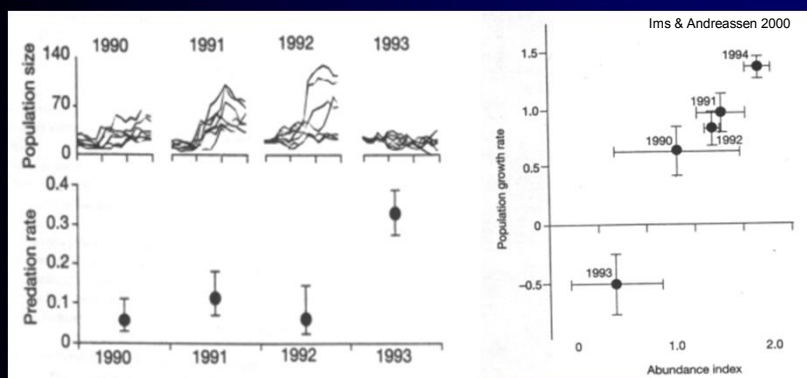 Ims & Andreassen 2000
1990 1991 1992 1993
Population size
140
70
0
Predation rate
0.4
0.3
0.2
0.1
0
1990 1991 1992 1993
Population growth rate
1.5
1.0
0.5
0
−0.5
1994
1991
1990
1992
1993
0 1.0 2.0
Abundance index